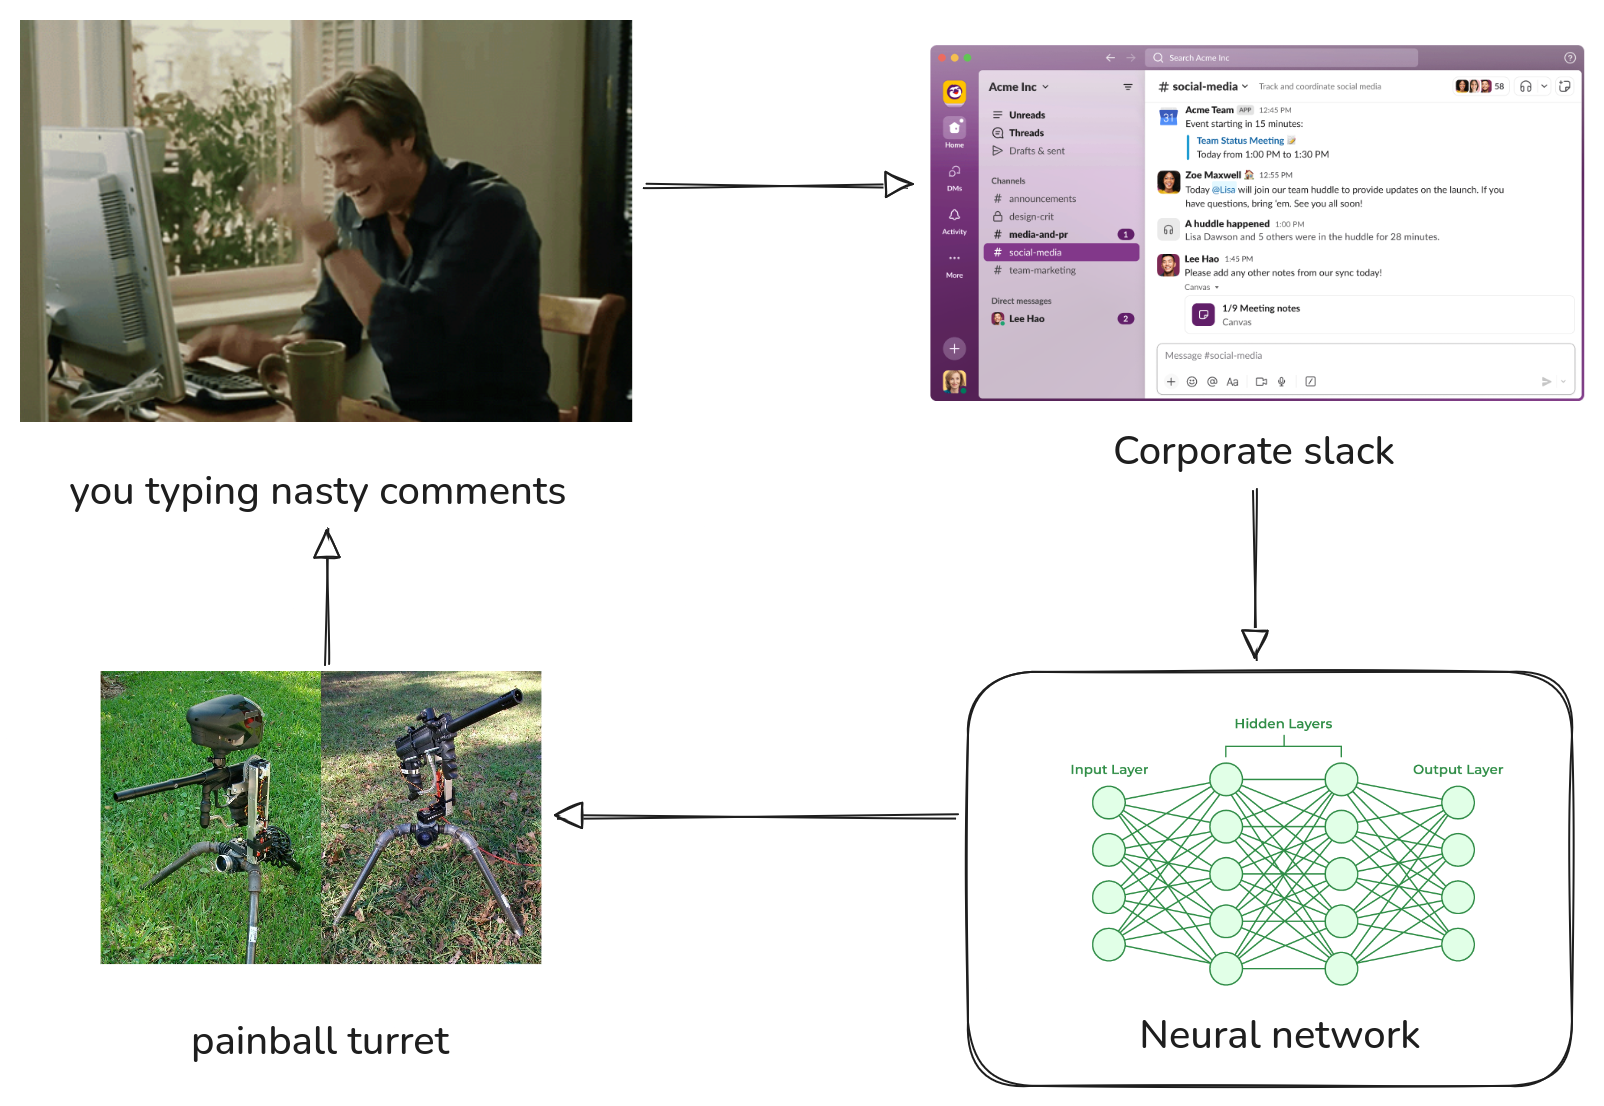 Search Acme Inc
Acme Inc
Unreads
Threads
Drafts & sent
Channels
# announcements
design-crit
# media-and-pr 1
# social-media
# team-marketing
Direct messages
Lee Hao 2
Home
DMs
Activity
More
# social-media
Track and coordinate social media
58
31
Acme Team APP 12:45 PM
Event starting in 15 minutes:
Team Status Meeting
Today from 1:00 PM to 1:30 PM
Zoe Maxwell 12:55 PM
Today @Lisa will join our team huddle to provide updates on the launch. If you
have questions, bring 'em. See you all soon!
A huddle happened 1:00 PM
Lisa Dawson and 5 others were in the huddle for 28 minutes.
Lee Hao 1:45 PM
Please add any other notes from our sync today!
Canvas
1/9 Meeting notes
Canvas
Message #social-media
Aa
Corporate slack
you typing nasty comments
Hidden Layers
Input Layer
Output Layer
Neural network
painball turret